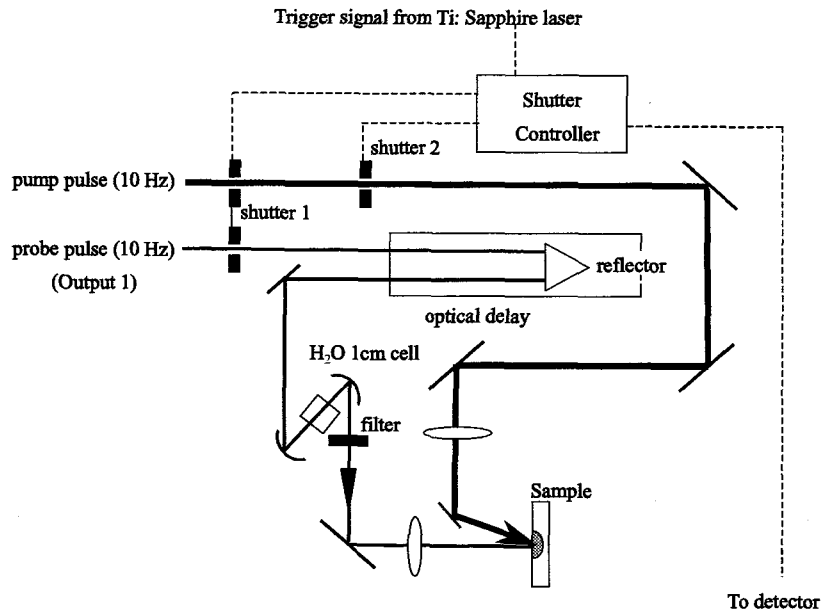 Trigger signal from Ti: Sapphire laser
Shutter
Controller
shutter 2
pump pulse (10 Hz)
shutter 1
probe pulse (10 Hz)
(Output 1)
reflector
optical delay
H₂O 1cm cell
filter
Sample
To detector